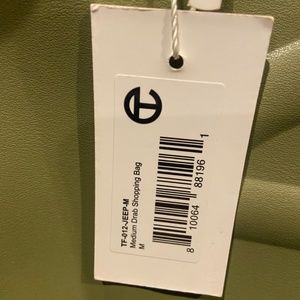 TF-012-JEEP-M
Medium Drab Shopping Bag
M
8 10064 88196 1